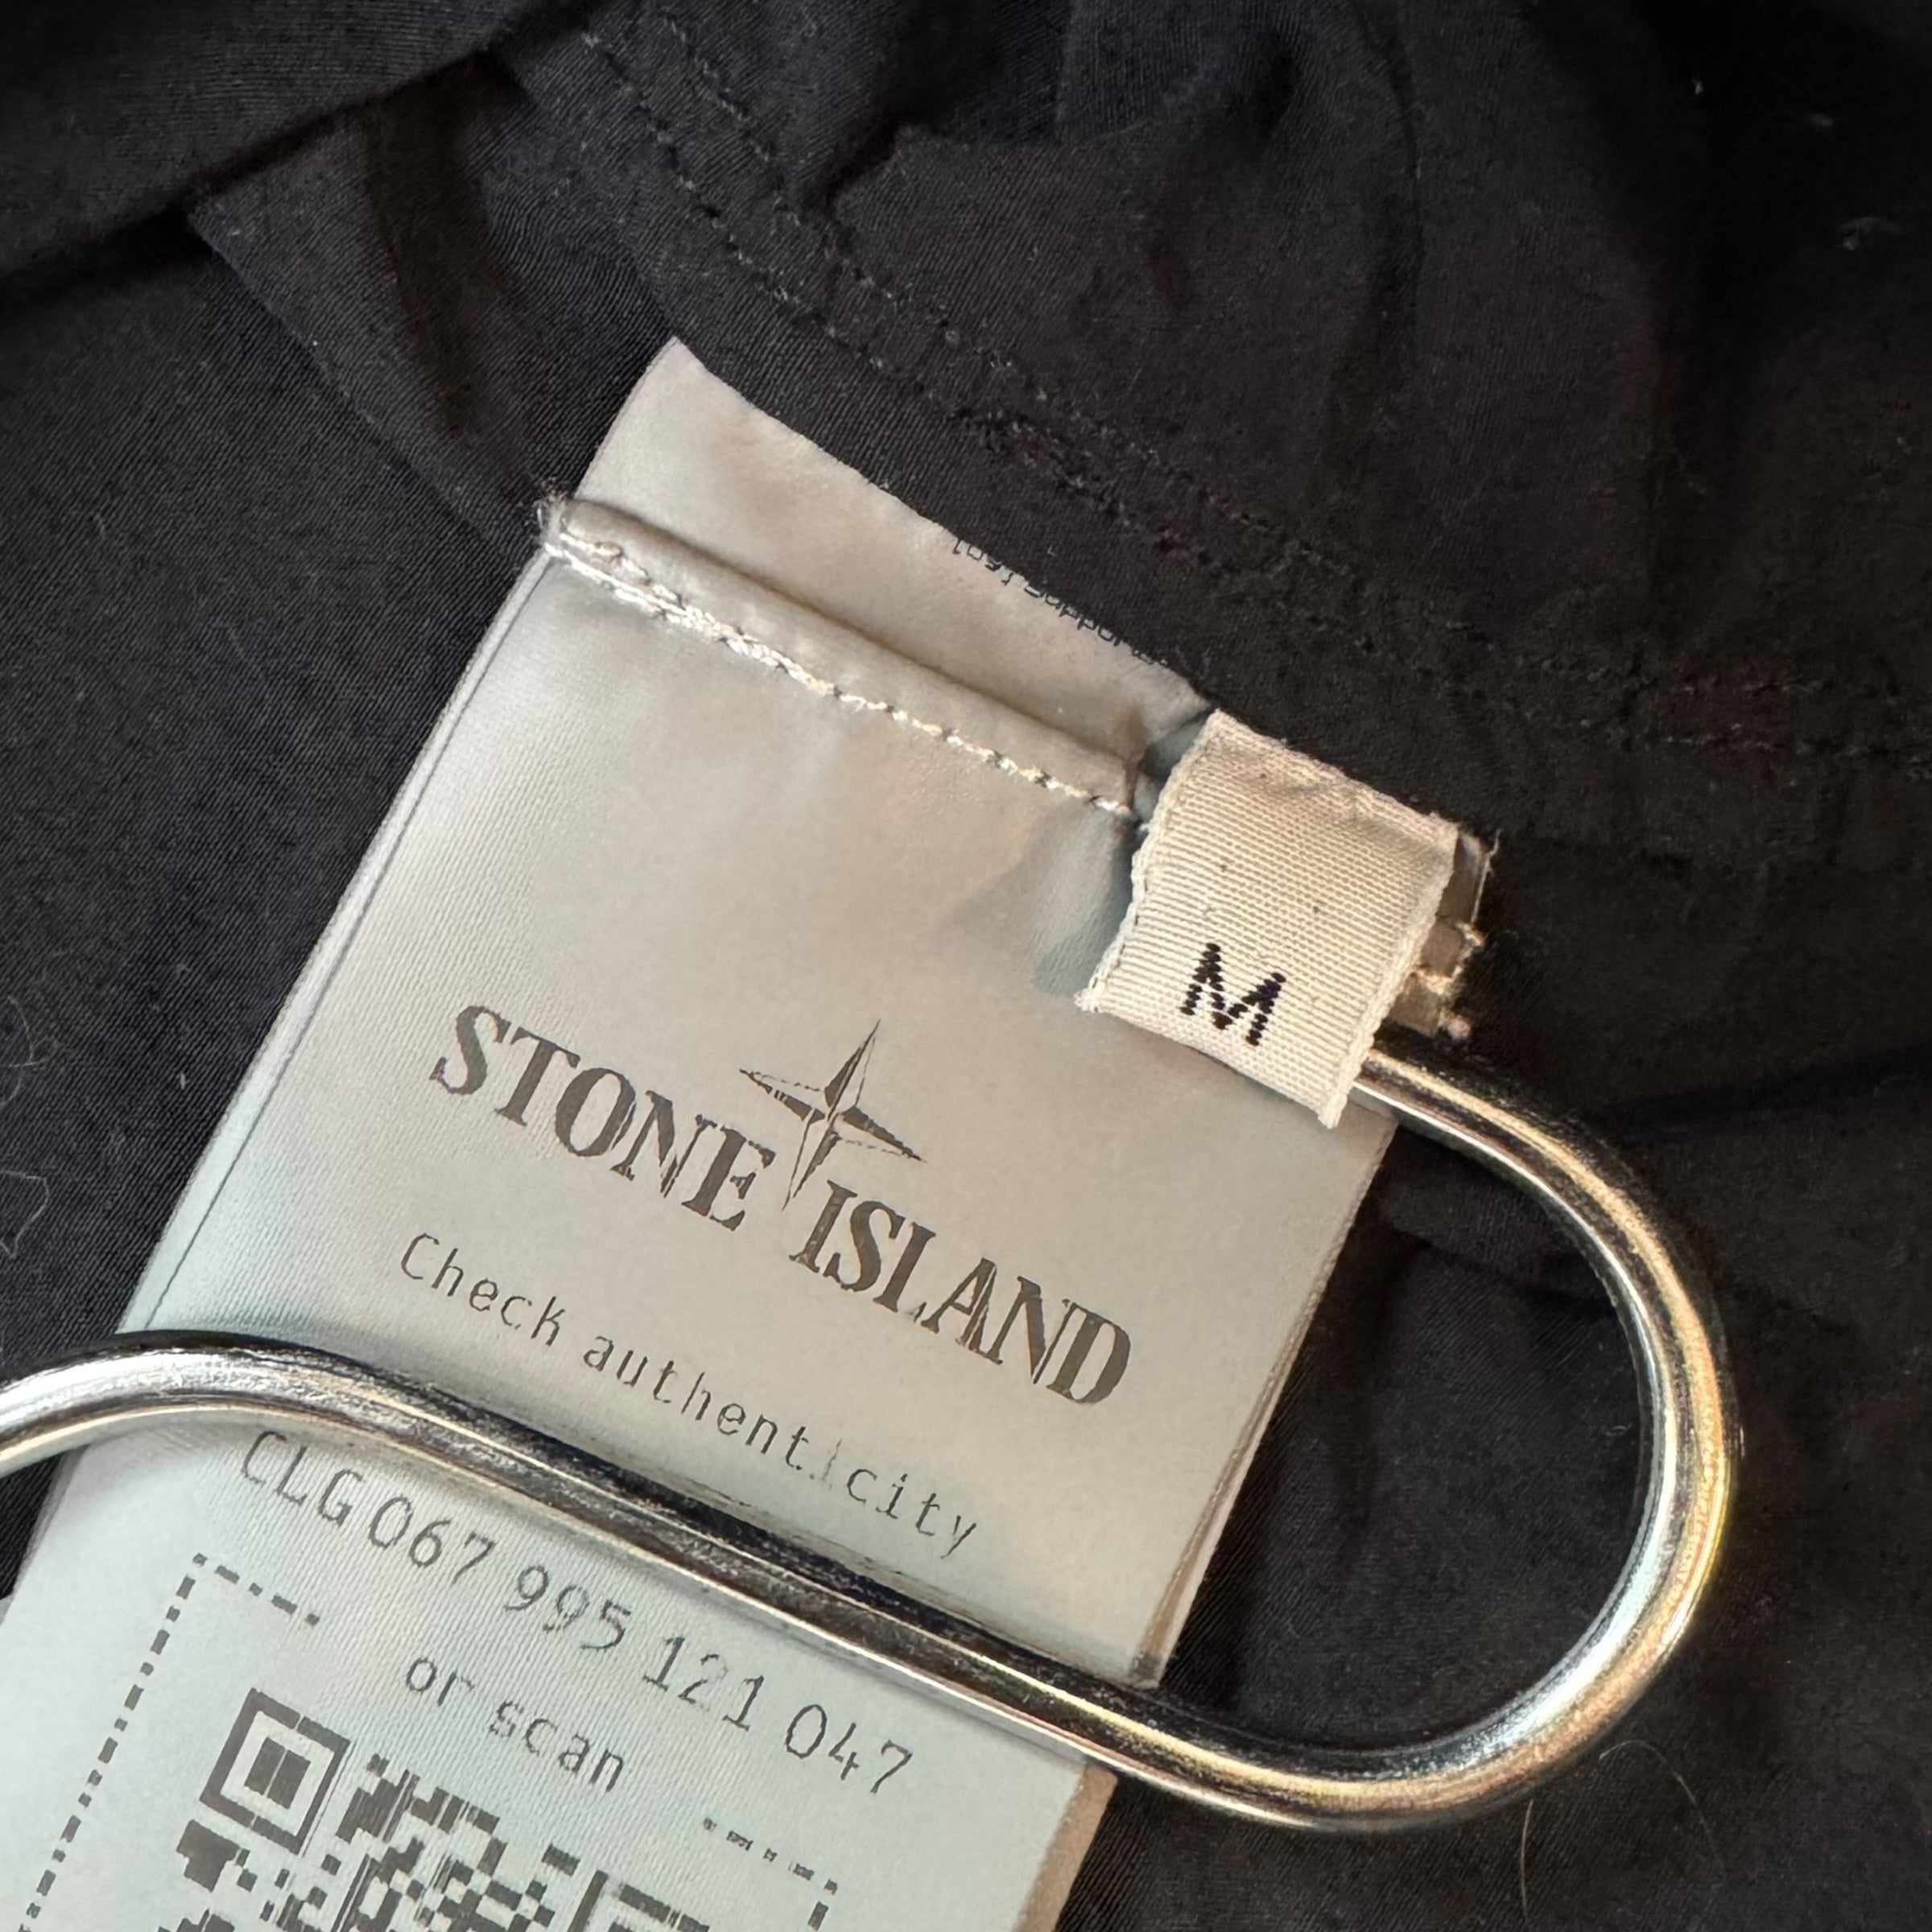 M
STONE ISLAND
Check authenticity
CLG 067 995 121 047
or scan